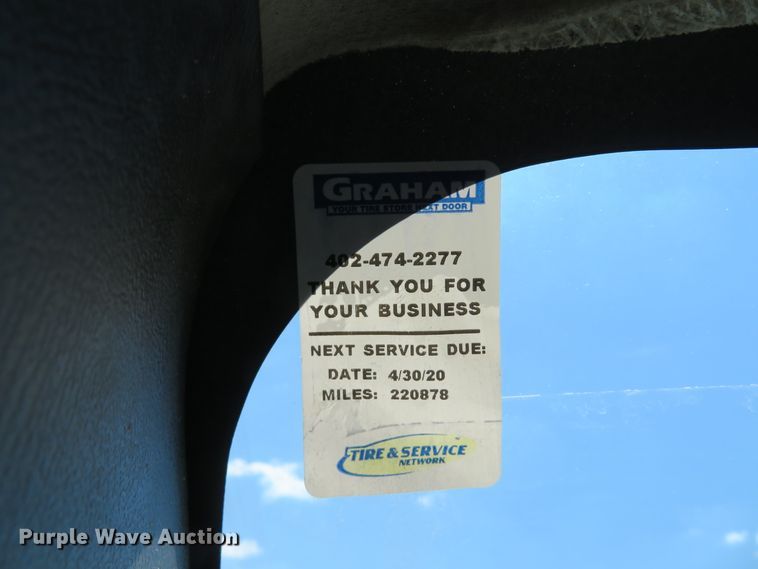 GRAHAM
YOUR TIRE STORE NEXT DOOR
402-474-2277
THANK YOU FOR
YOUR BUSINESS
NEXT SERVICE DUE:
DATE: 4/30/20
MILES: 220878
TIRE & SERVICE
NETWORK
Purple Wave Auction